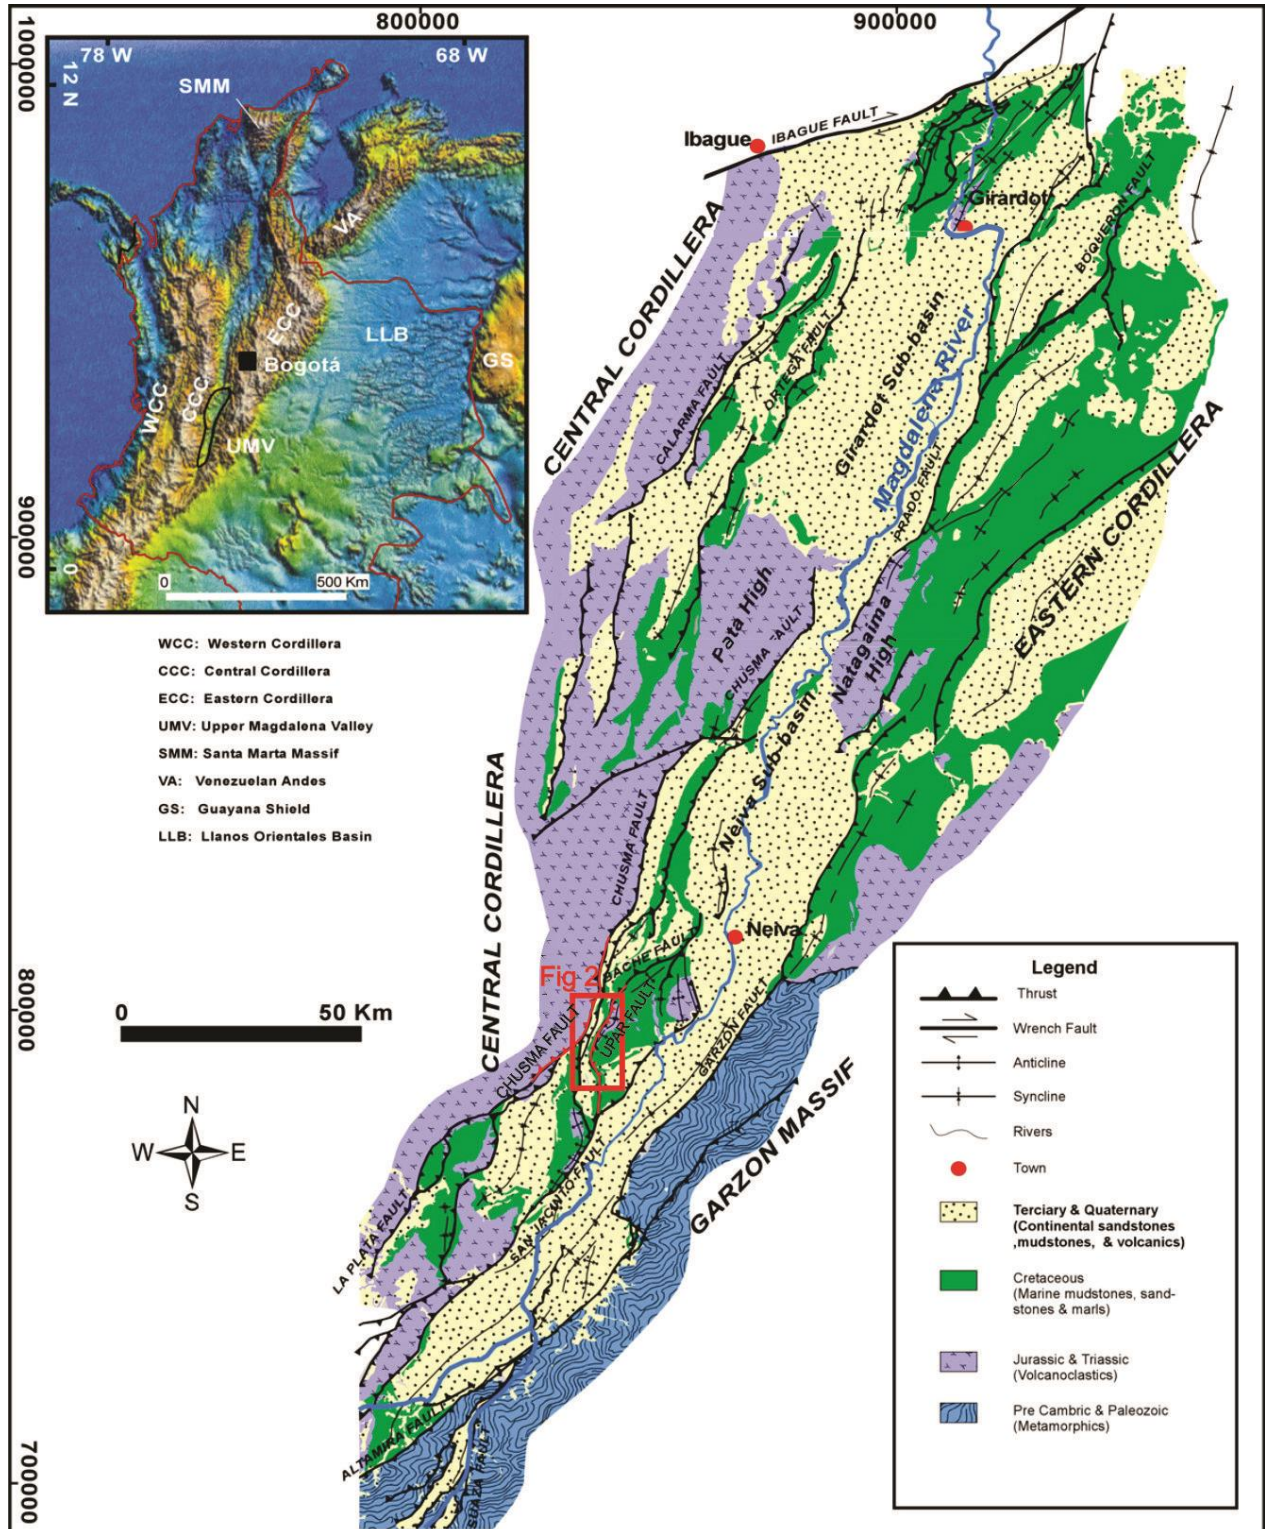 800000
900000
1000000
900000
800000
700000
78 W
68 W
12 N
0
SMM
VA
ECC
LLB
GS
Bogotá
WCC
CCC
UMV
0
500 Km
WCC: Western Cordillera
CCC: Central Cordillera
ECC: Eastern Cordillera
UMV: Upper Magdalena Valley
SMM: Santa Marta Massif
VA: Venezuelan Andes
GS: Guayana Shield
LLB: Llanos Orientales Basin
0
50 Km
N
W
E
S
Ibague
IBAGUE FAULT
Girardot
BOQUERON FAULT
CENTRAL CORDILLERA
CALARMA FAULT
ORTEGA FAULT
Girardot Sub-basin
Magdalena River
PRADO FAULT
EASTERN CORDILLERA
Pata High
CHUSMA FAULT
Natagaima
High
Neiva Sub-basin
CENTRAL CORDILLERA
CHUSMA FAULT
Neiva
BACHE FAULT
Fig 2
CHUSMA FAULT
UPAR FAULT
GARZON FAULT
GARZON MASSIF
SAN JACINTO FAUL
LA PLATA FAULT
ALTAMIRA FAULT
SUAZA FAULT
Legend
Thrust
Wrench Fault
Anticline
Syncline
Rivers
Town
Terciary & Quaternary
(Continental sandstones
,mudstones, & volcanics)
Cretaceous
(Marine mudstones, sand-
stones & marls)
Jurassic & Triassic
(Volcanoclastics)
Pre Cambric & Paleozoic
(Metamorphics)